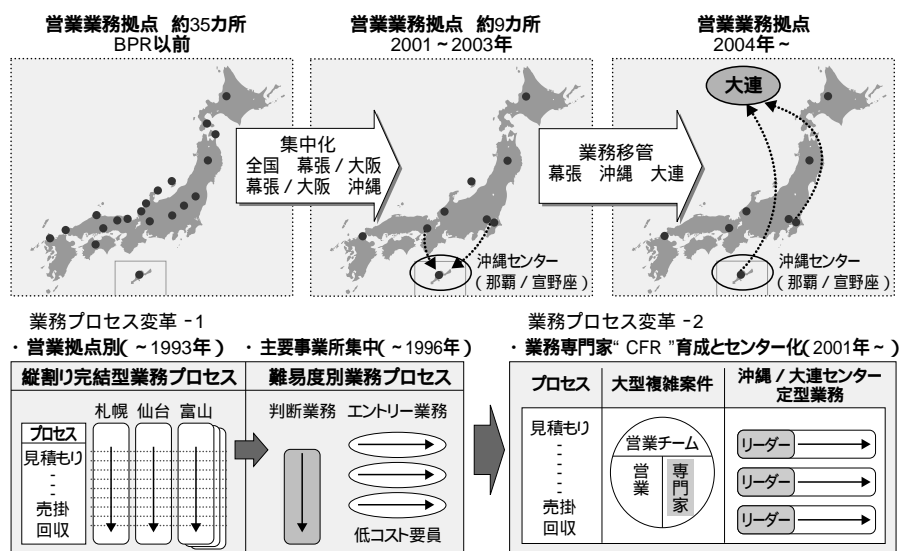 営業業務拠点 約35カ所
BPR以前
営業業務拠点 約9カ所
2001~2003年
営業業務拠点
2004年~
集中化
全国 幕張/大阪
幕張/大阪 沖縄
業務移管
幕張 沖縄 大連
大連
沖縄センター
(那覇/宜野座)
沖縄センター
(那覇/宜野座)
業務プロセス変革 -1
・営業拠点別(~1993年)
・主要事業所集中(~1996年)
縦割り完結型業務プロセス
難易度別業務プロセス
札幌 仙台 富山
プロセス
見積もり
-
-
-
売掛
回収
判断業務 エントリー業務
低コスト要員
業務プロセス変革 -2
・業務専門家“CFR”育成とセンター化(2001年~)
プロセス
大型複雑案件
沖縄/大連センター
定型業務
見積もり
-
-
-
売掛
回収
営業チーム
営業
専門家
リーダー
リーダー
リーダー